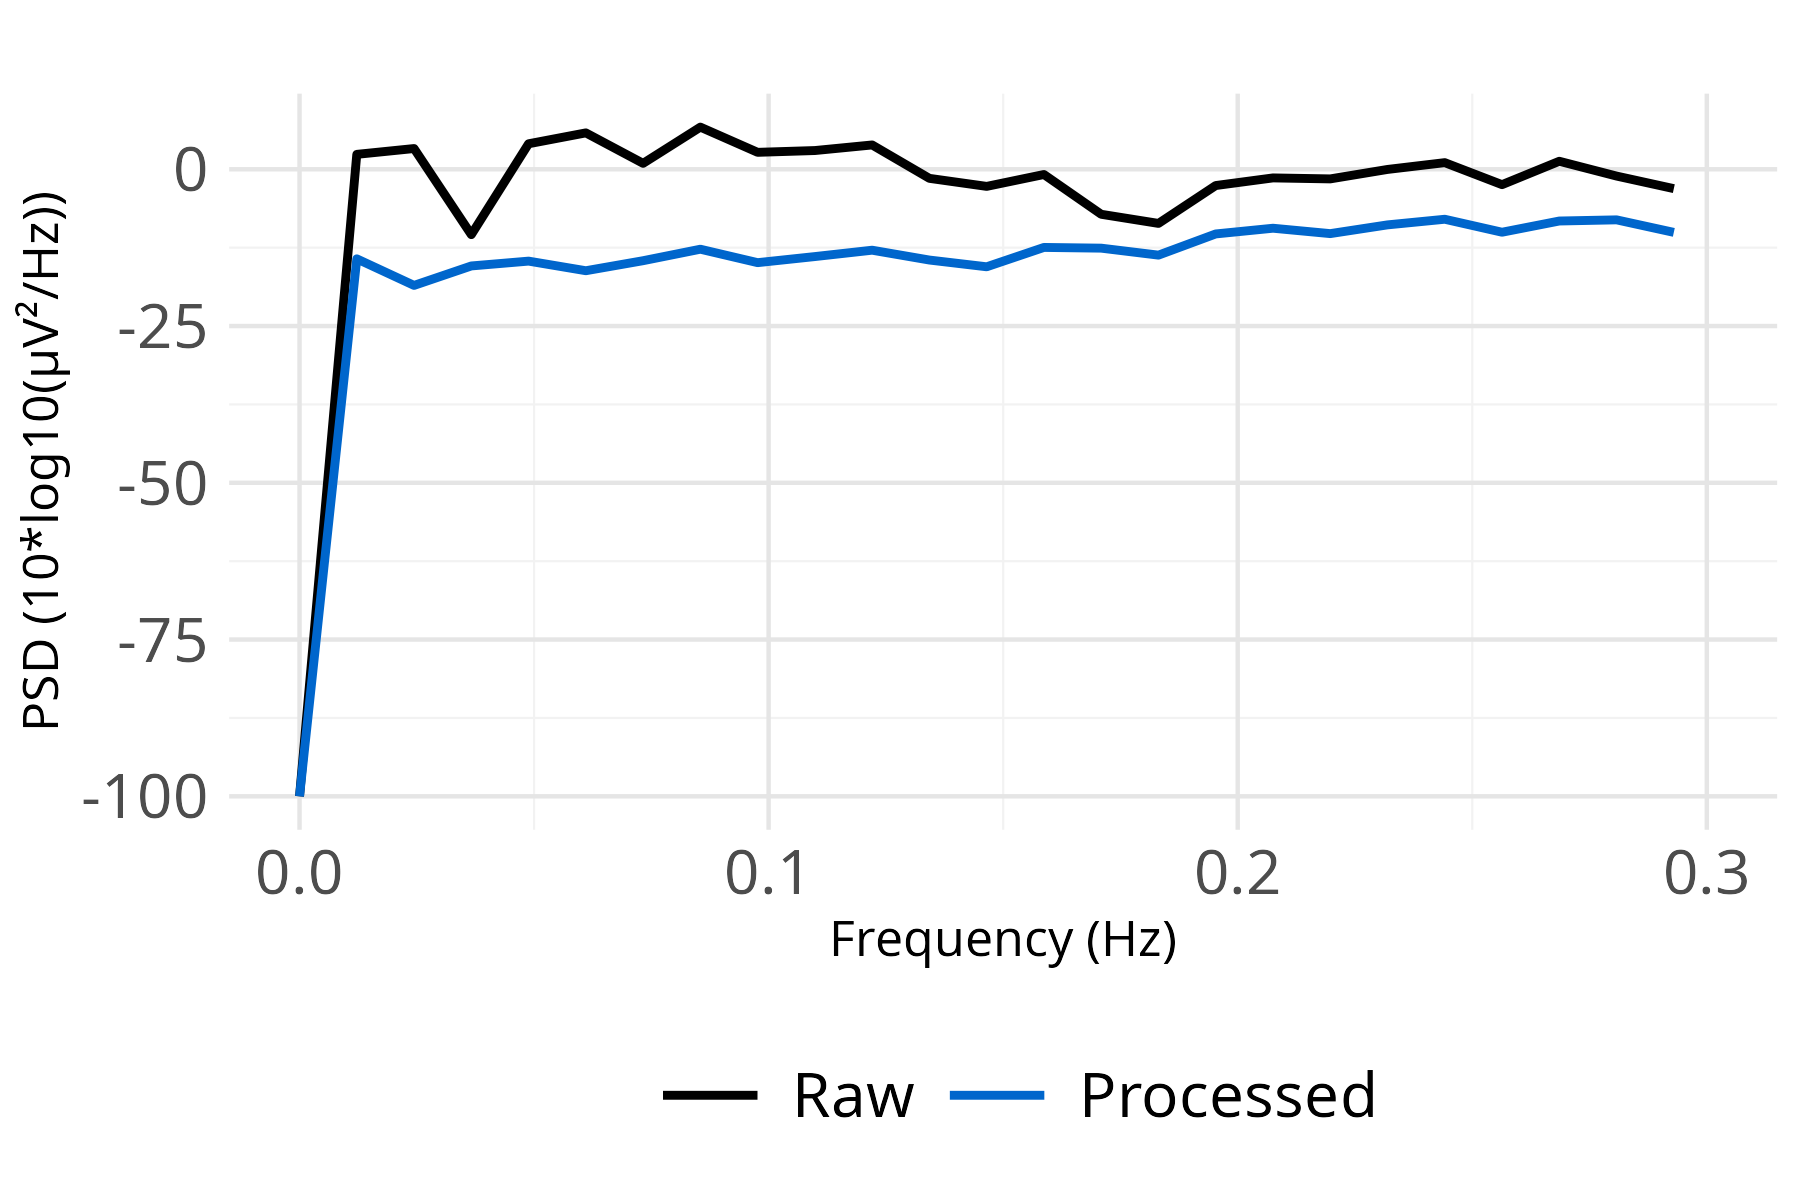 PSD (10*log10(µV²/Hz))
0
-25
-50
-75
-100
0.0 0.1 0.2 0.3
Frequency (Hz)
Raw Processed